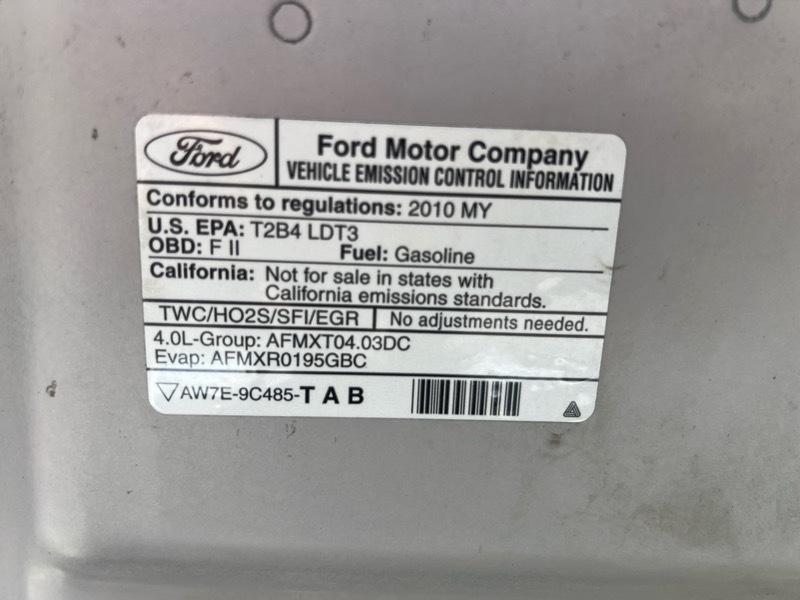 Ford
Ford Motor Company
VEHICLE EMISSION CONTROL INFORMATION
Conforms to regulations: 2010 MY
U.S. EPA: T2B4 LDT3
OBD: F II Fuel: Gasoline
California: Not for sale in states with
California emissions standards.
TWC/HO2S/SFI/EGR No adjustments needed.
4.0L-Group: AFMXT04.03DC
Evap: AFMXR0195GBC
▽AW7E-9C485-T A B